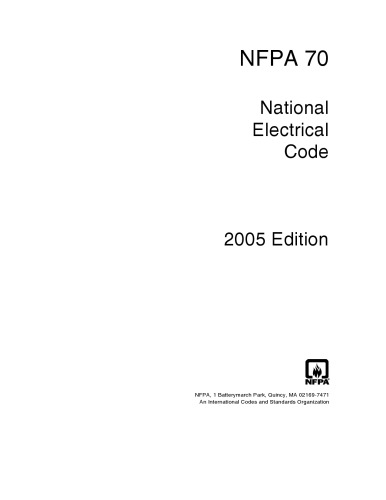 NFPA 70
National
Electrical
Code
2005 Edition
NFPA
NFPA, 1 Batterymarch Park, Quincy, MA 02169-7471
An International Codes and Standards Organization